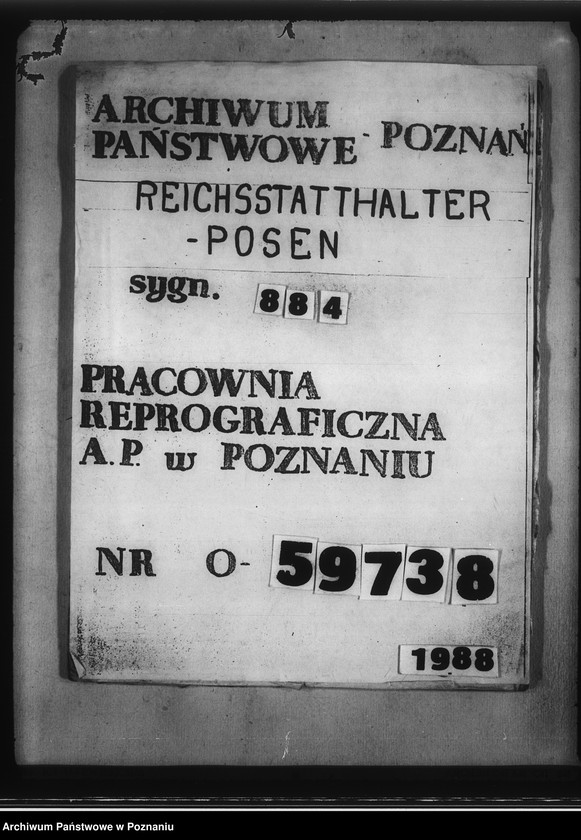 ARCHIWUM
PAŃSTWOWE - POZNAŃ
REICHSSTATTHALTER
-POSEN
sygn. 884
PRACOWNIA
REPROGRAFICZNA
A.P. w POZNANIU
NR O- 59738
1988
Archiwum Państwowe w Poznaniu